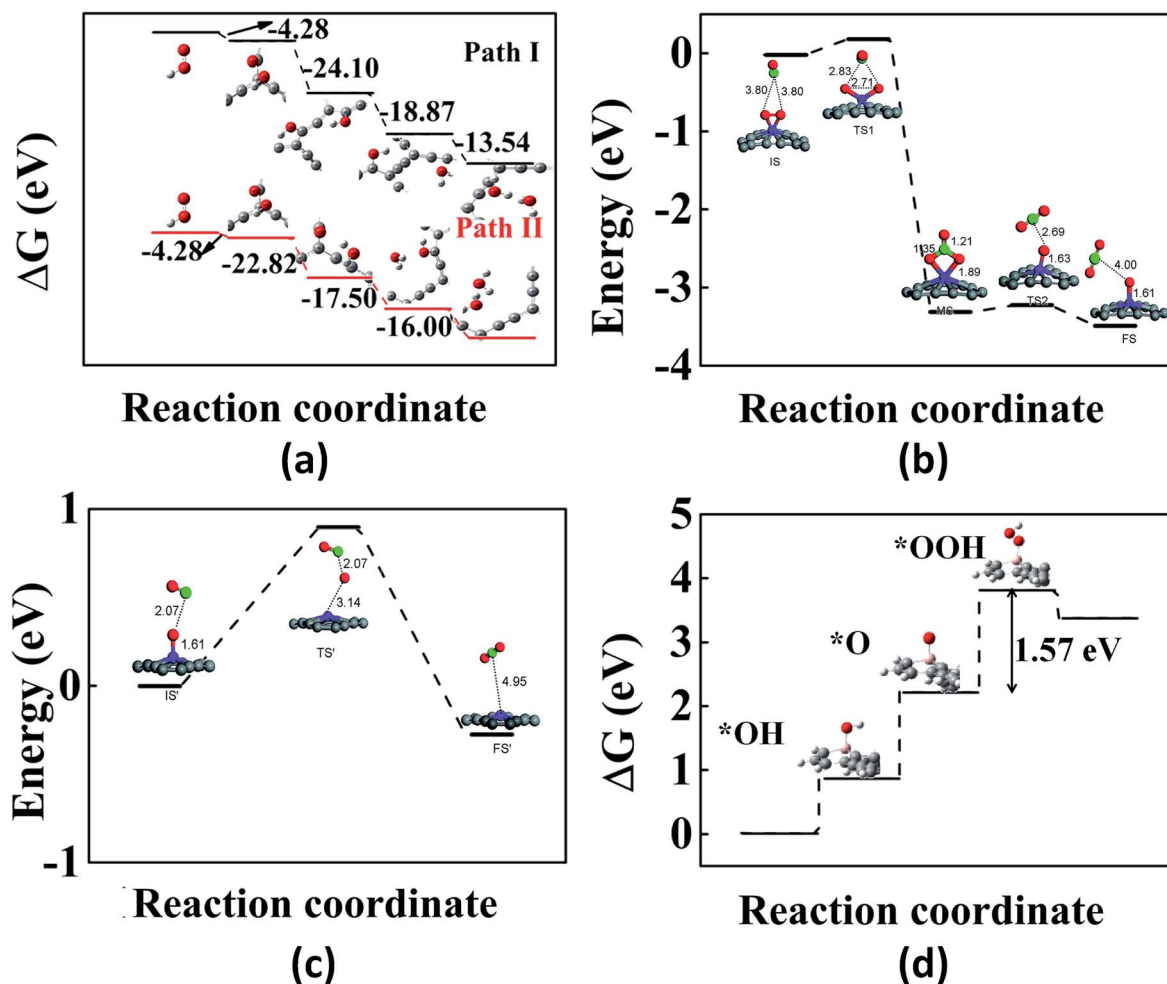 -4.28
Path I
-24.10
-18.87
-13.54
Path II
-4.28
-22.82
-17.50
-16.00
ΔG (eV)
Reaction coordinate
(a)
0
-1
-2
-3
-4
Energy (eV)
2.83
2.71
3.80
3.80
TS1
IS
1.35
1.21
1.89
MS
2.69
1.63
TS2
4.00
1.61
FS
Reaction coordinate
(b)
1
0
-1
Energy (eV)
2.07
1.61
IS'
2.07
3.14
TS'
4.95
FS'
Reaction coordinate
(c)
5
4
3
2
1
0
ΔG (eV)
*OOH
*O
1.57 eV
*OH
Reaction coordinate
(d)